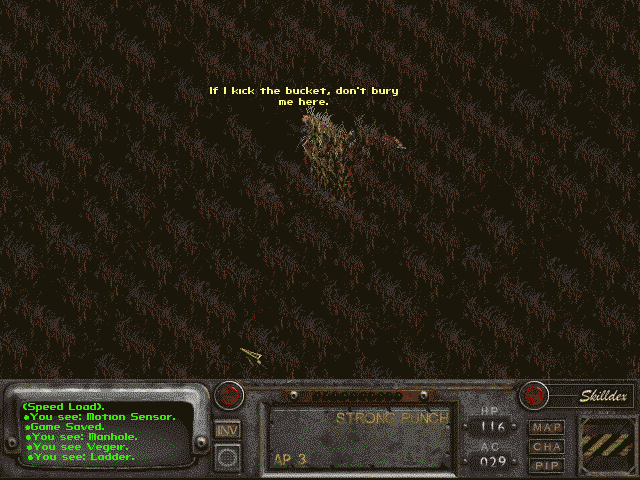 If I kick the bucket, don't bury
me here.
(Speed Load).
•You see: Motion Sensor.
•Game Saved.
•You see: Manhole.
•You see Vegeir.
•You see: Ladder.
INV
STRONG PUNCH
AP 3
HP
116
AC
029
Skilldex
MAP
CHA
PIP